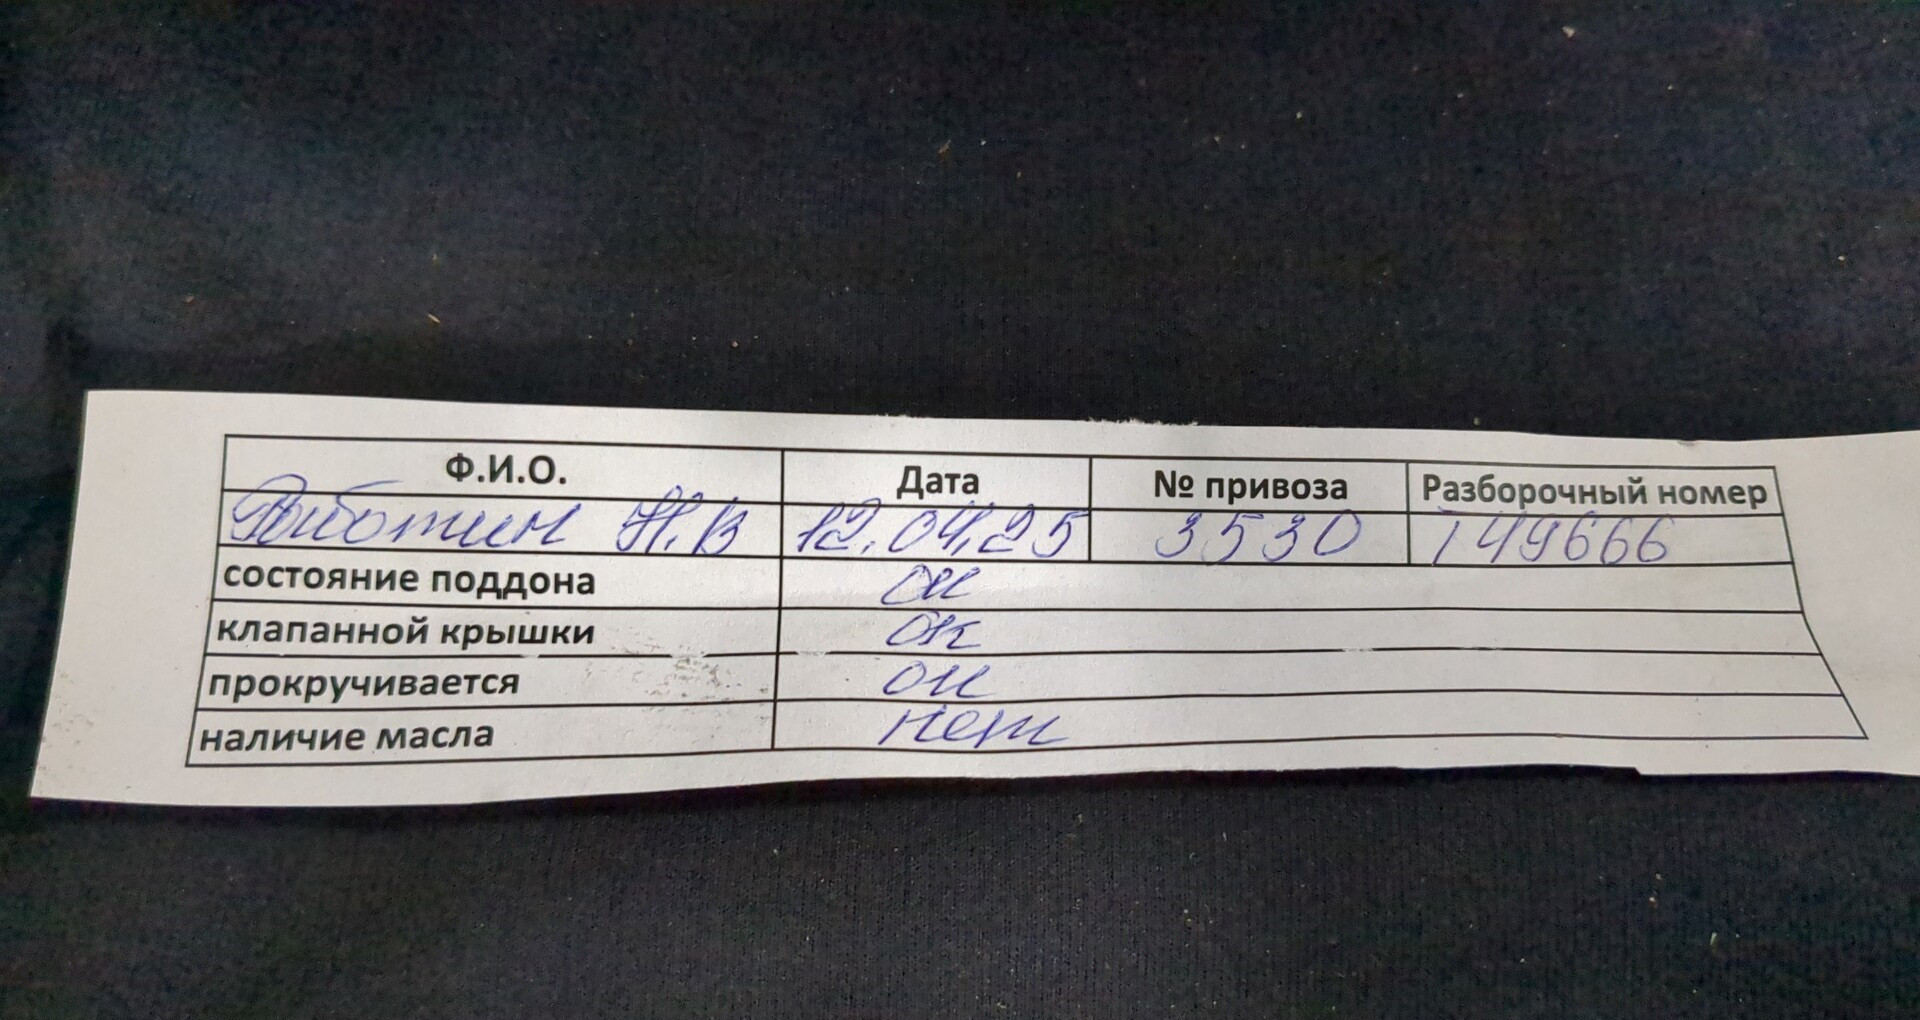 Ф.И.О. Дата № привоза Разборочный номер
Н.В 12.04.25 3530 149666
состояние поддона ок
клапанной крышки ок
прокручивается ок
наличие масла нет